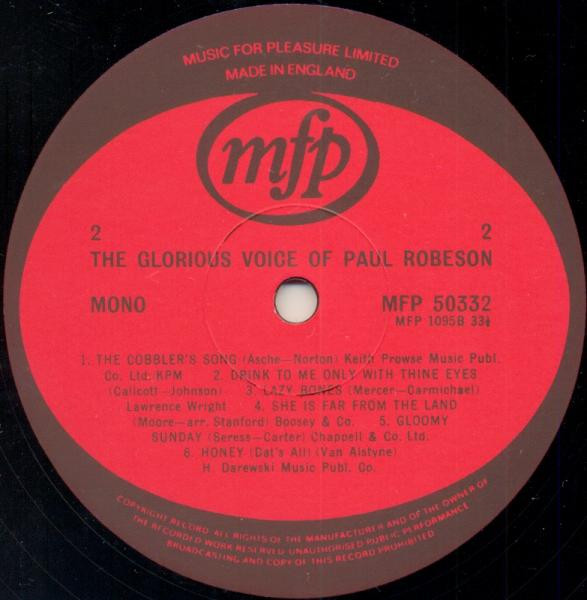 MUSIC FOR PLEASURE LIMITED
MADE IN ENGLAND
mfp
2 2
THE GLORIOUS VOICE OF PAUL ROBESON
MONO MFP 50332
MFP 1095B 33⅓
1. THE COBBLER'S SONG (Asche—Norton) Keith Prowse Music Publ.
Co. Ltd. KPM 2. DRINK TO ME ONLY WITH THINE EYES
(Calicott—Johnson) 3. LAZY BONES (Mercer—Carmichael)
Lawrence Wright 4. SHE IS FAR FROM THE LAND
(Moore—arr. Stanford) Boosey & Co. 5. GLOOMY
SUNDAY (Seress—Carter) Chappell & Co. Ltd.
6. HONEY (Dat's All) (Van Alstyne)
H. Darewski Music Publ. Co.
COPYRIGHT RECORD. ALL RIGHTS OF THE MANUFACTURER AND OF THE OWNER OF
THE RECORDED WORK RESERVED. UNAUTHORISED PUBLIC PERFORMANCE
BROADCASTING AND COPY OF THIS RECORD PROHIBITED